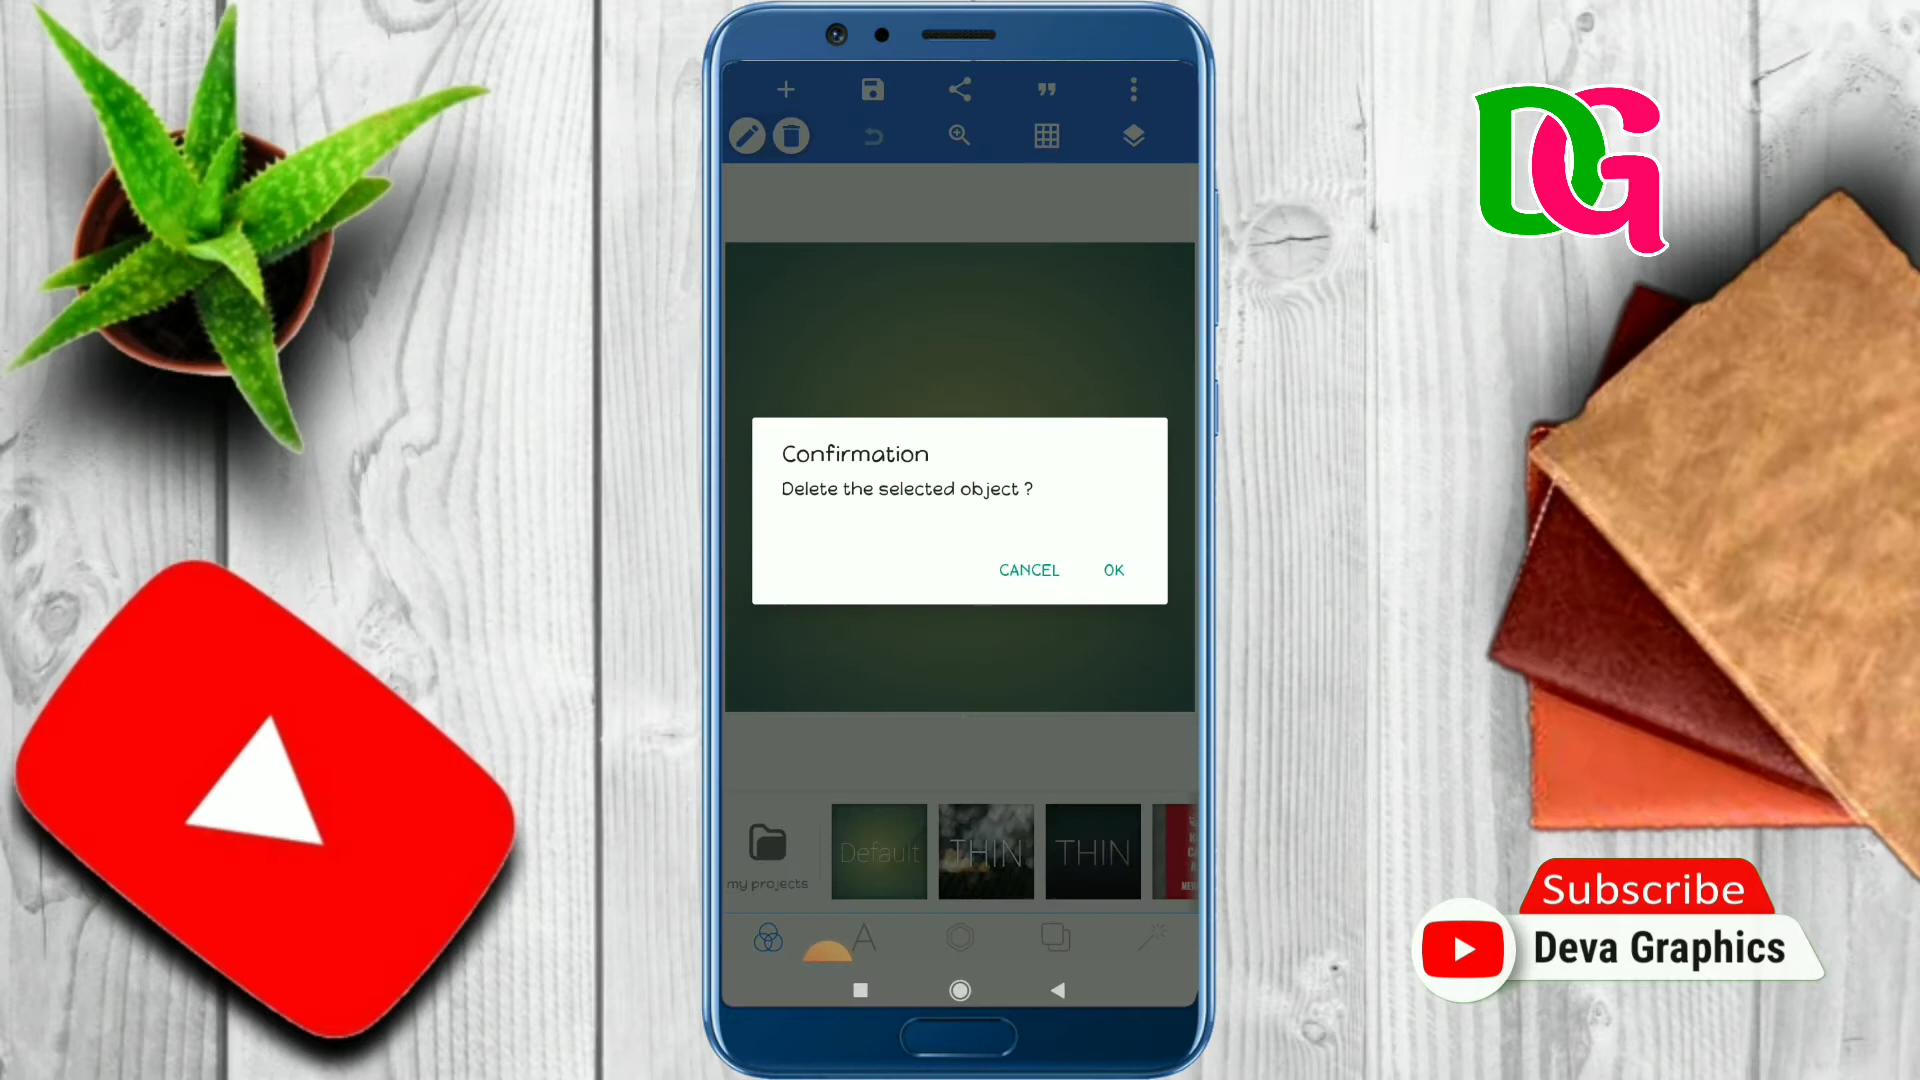 DG
Confirmation
Delete the selected object ?
CANCEL OK
my projects
Default
THIN
THIN
Subscribe
Deva Graphics